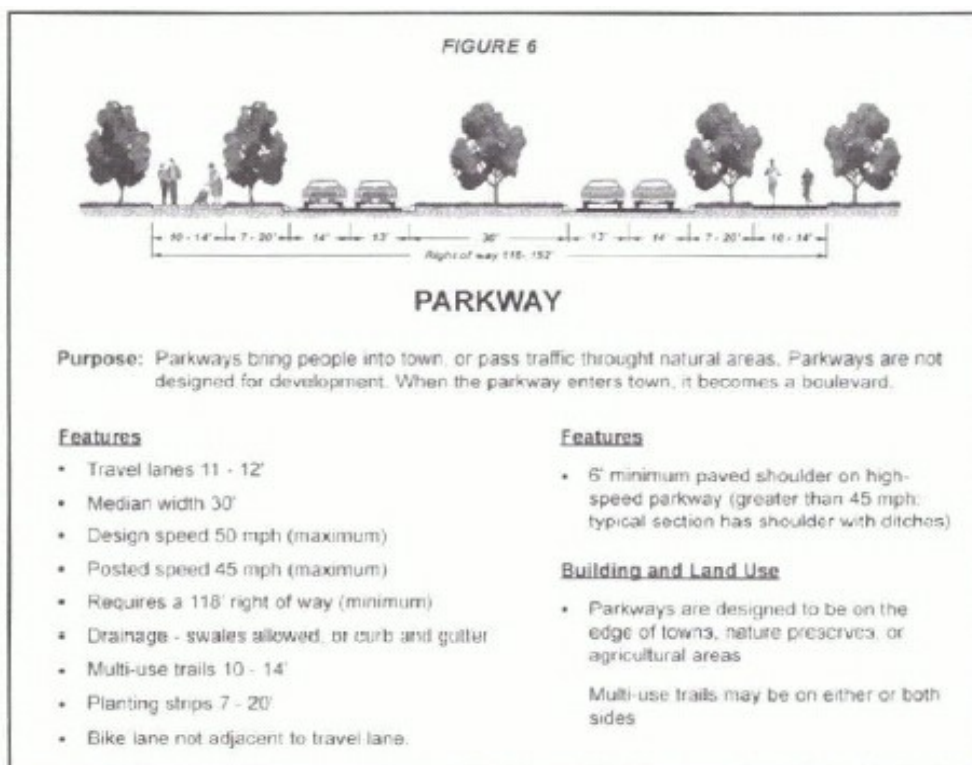 FIGURE 6
10 - 14' 7 - 20' 14' 13' 30' 13' 14' 7 - 20' 10 - 14'
Right of way 118- 152'
PARKWAY
Purpose: Parkways bring people into town, or pass traffic throught natural areas. Parkways are not
designed for development. When the parkway enters town, it becomes a boulevard.
Features
• Travel lanes 11 - 12'
• Median width 30'
• Design speed 50 mph (maximum)
• Posted speed 45 mph (maximum)
• Requires a 118' right of way (minimum)
• Drainage - swales allowed, or curb and gutter
• Multi-use trails 10 - 14'
• Planting strips 7 - 20'
• Bike lane not adjacent to travel lane.
Features
• 6' minimum paved shoulder on high-
speed parkway (greater than 45 mph:
typical section has shoulder with ditches)
Building and Land Use
• Parkways are designed to be on the
edge of towns, nature preserves, or
agricultural areas
Multi-use trails may be on either or both
sides